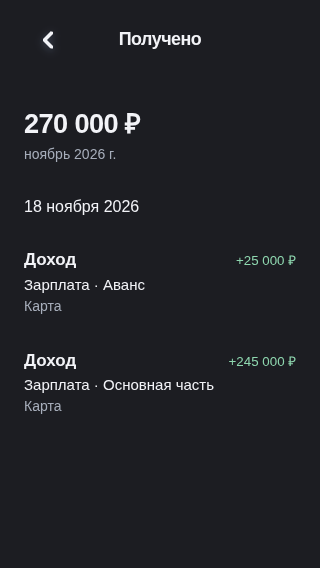 Получено
270 000 ₽
ноябрь 2026 г.
18 ноября 2026
Доход +25 000 ₽
Зарплата · Аванс
Карта
Доход +245 000 ₽
Зарплата · Основная часть
Карта